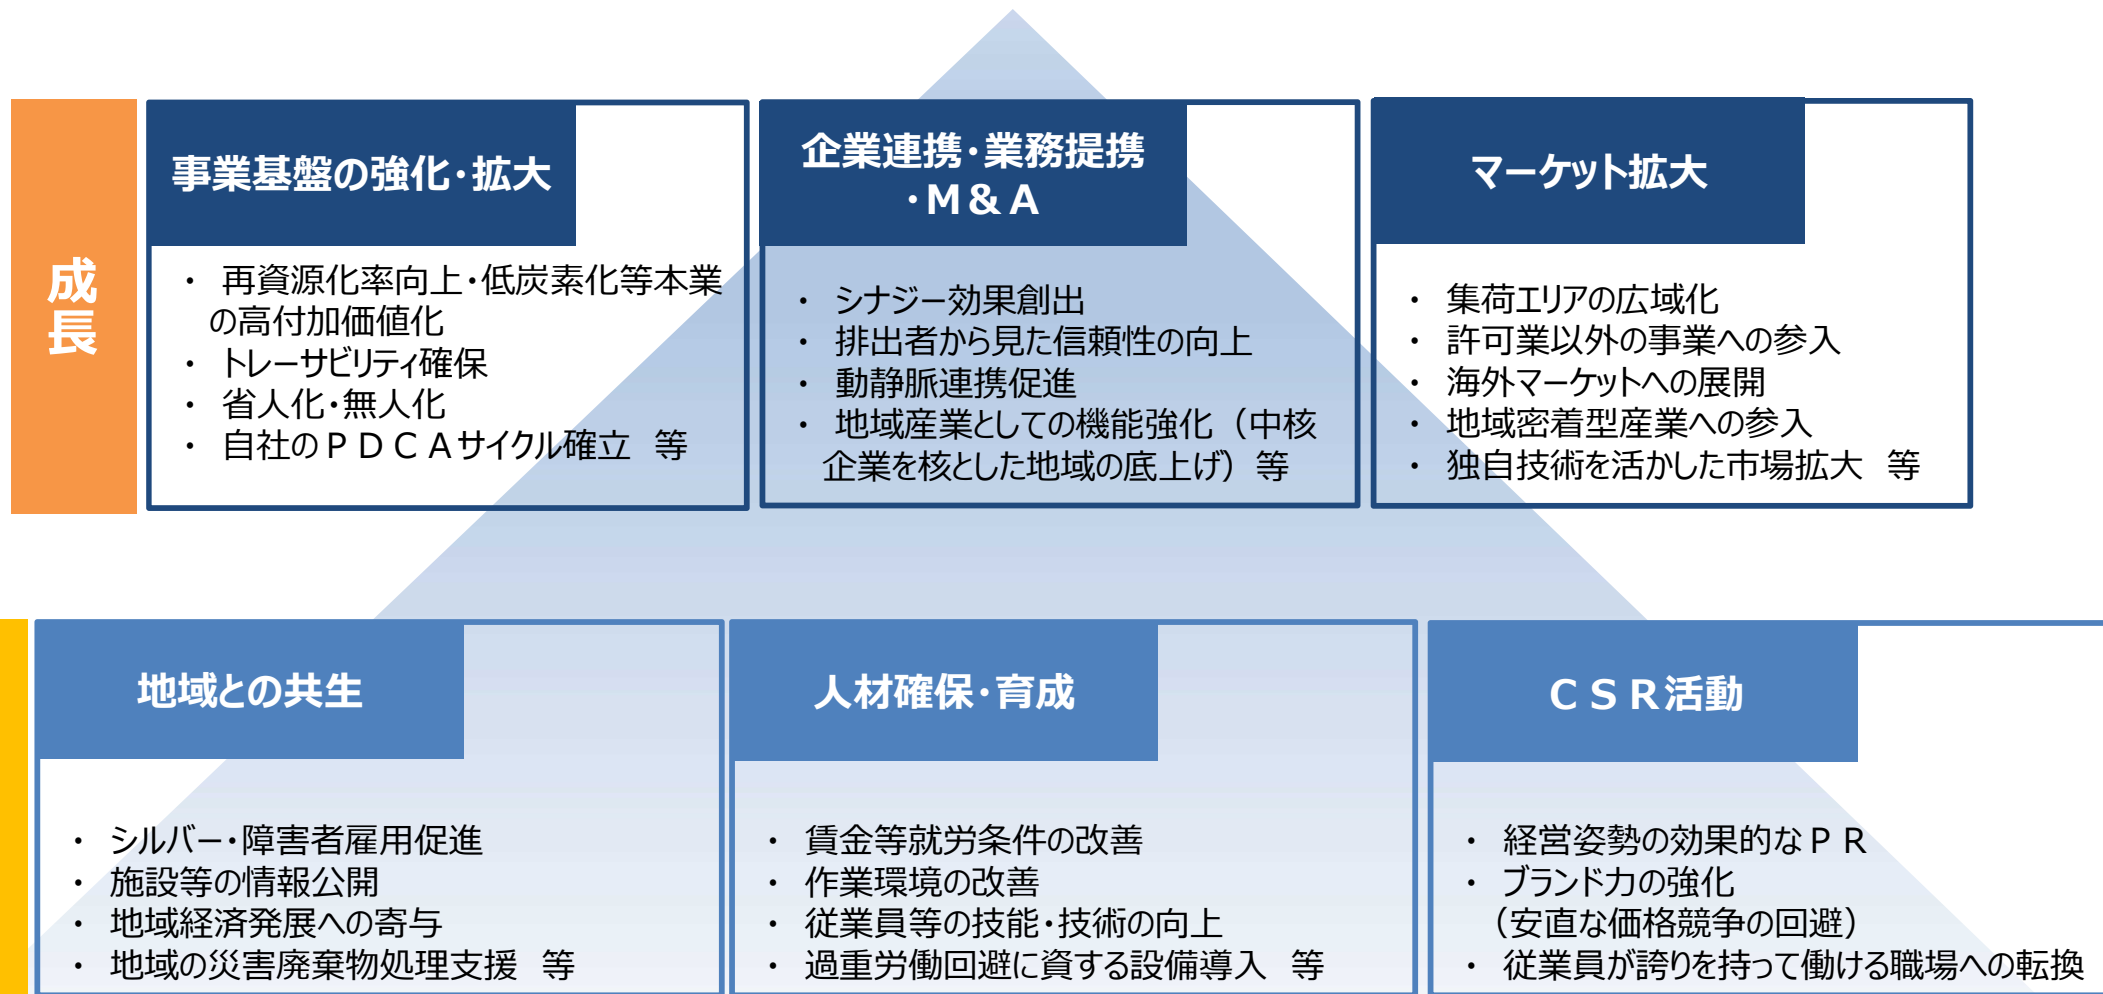 成長
事業基盤の強化・拡大
・ 再資源化率向上・低炭素化等本業
の高付加価値化
・ トレーサビリティ確保
・ 省人化・無人化
・ 自社のＰＤＣＡサイクル確立　等
企業連携・業務提携
・Ｍ＆Ａ
・ シナジー効果創出
・ 排出者から見た信頼性の向上
・ 動静脈連携促進
・ 地域産業としての機能強化（中核
企業を核とした地域の底上げ）等
マーケット拡大
・ 集荷エリアの広域化
・ 許可業以外の事業への参入
・ 海外マーケットへの展開
・ 地域密着型産業への参入
・ 独自技術を活かした市場拡大　等
地域との共生
・ シルバー・障害者雇用促進
・ 施設等の情報公開
・ 地域経済発展への寄与
・ 地域の災害廃棄物処理支援　等
人材確保・育成
・ 賃金等就労条件の改善
・ 作業環境の改善
・ 従業員等の技能・技術の向上
・ 過重労働回避に資する設備導入　等
ＣＳＲ活動
・ 経営姿勢の効果的なＰＲ
・ ブランド力の強化
（安直な価格競争の回避）
・ 従業員が誇りを持って働ける職場への転換